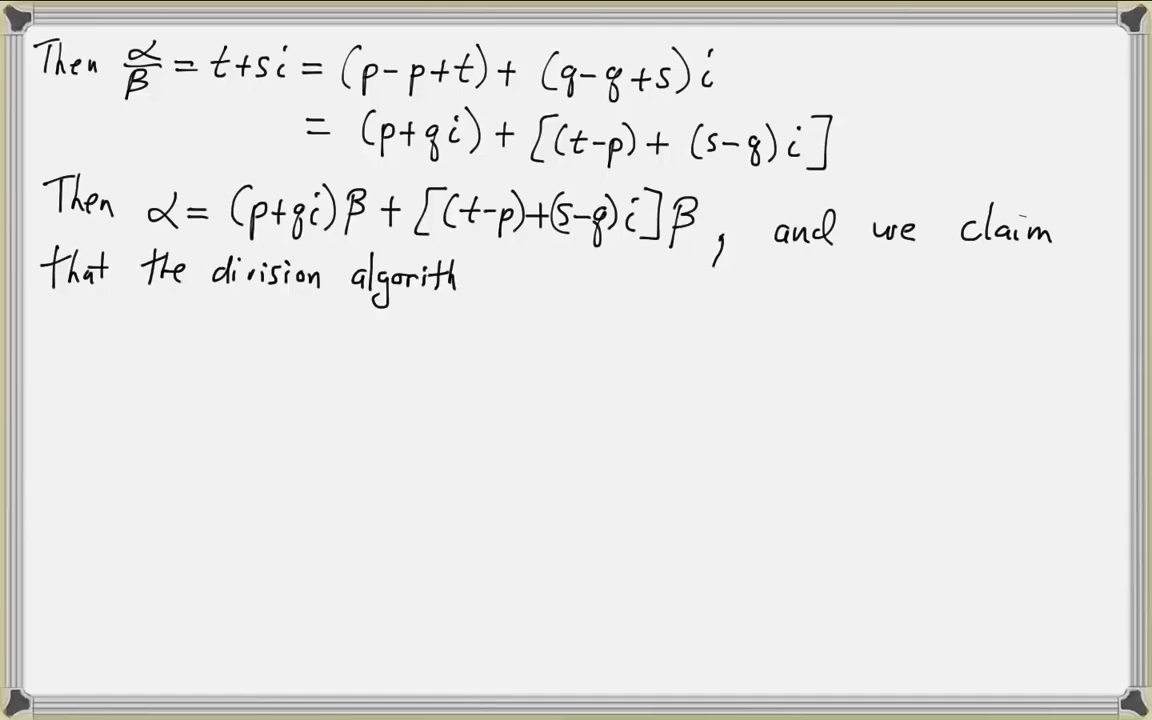 Then α/β = t+si = (p-p+t) + (q-q+s)i
= (p+qi) + [(t-p) + (s-q)i]
Then α = (p+qi)β + [(t-p)+(s-q)i]β, and we claim
that the division algorith